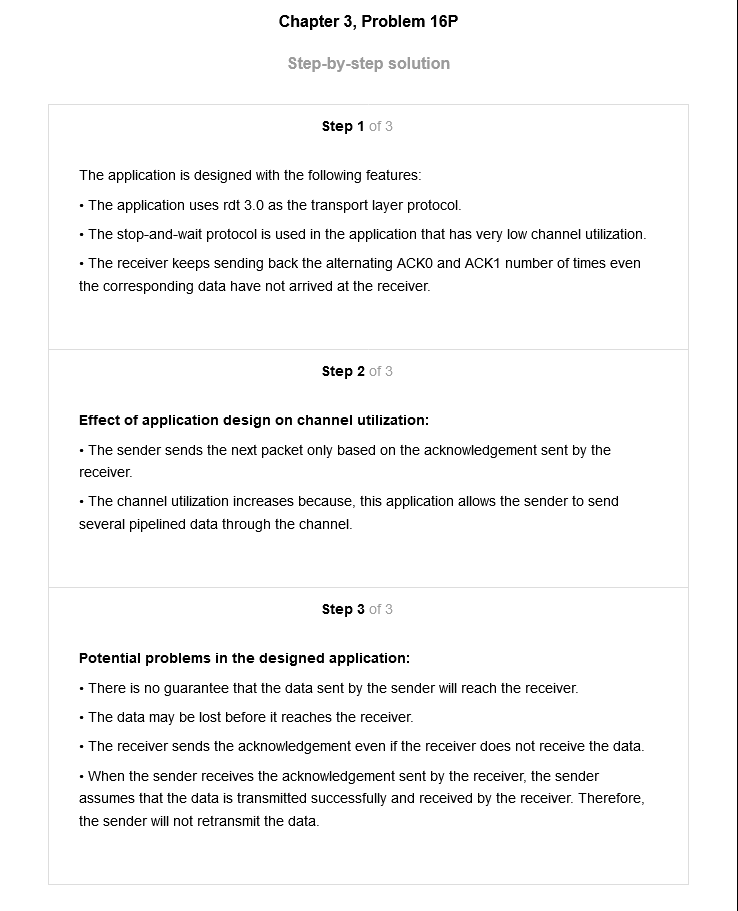 Chapter 3, Problem 16P
Step-by-step solution
Step 1 of 3
The application is designed with the following features:
• The application uses rdt 3.0 as the transport layer protocol.
• The stop-and-wait protocol is used in the application that has very low channel utilization.
• The receiver keeps sending back the alternating ACK0 and ACK1 number of times even
the corresponding data have not arrived at the receiver.
Step 2 of 3
Effect of application design on channel utilization:
• The sender sends the next packet only based on the acknowledgement sent by the
receiver.
• The channel utilization increases because, this application allows the sender to send
several pipelined data through the channel.
Step 3 of 3
Potential problems in the designed application:
• There is no guarantee that the data sent by the sender will reach the receiver.
• The data may be lost before it reaches the receiver.
• The receiver sends the acknowledgement even if the receiver does not receive the data.
• When the sender receives the acknowledgement sent by the receiver, the sender
assumes that the data is transmitted successfully and received by the receiver. Therefore,
the sender will not retransmit the data.